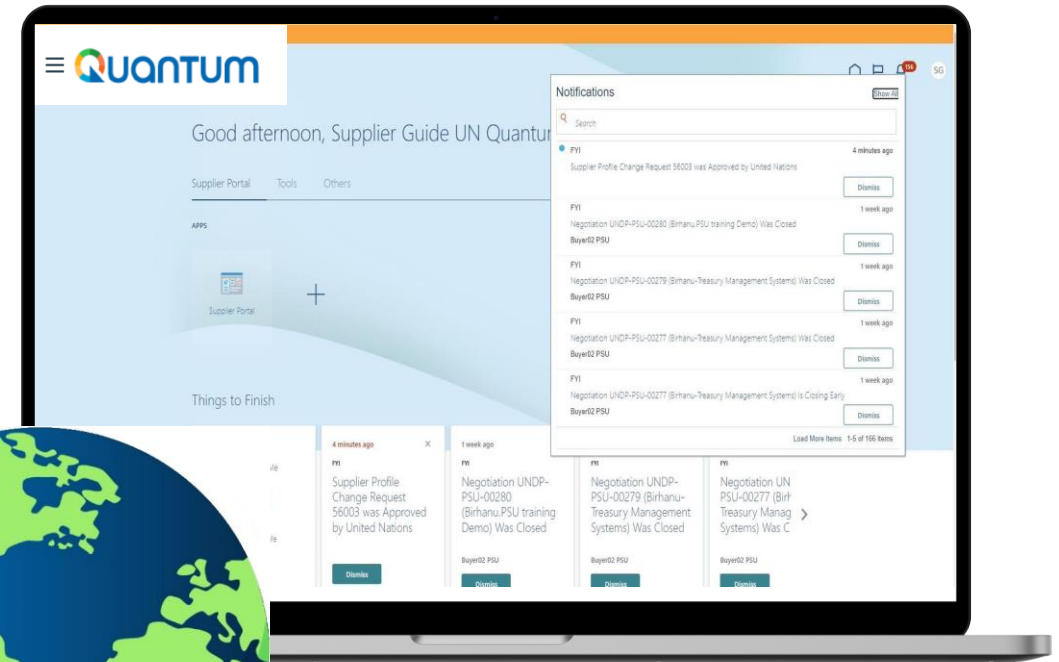 QUANTUM
156
SG
Notifications
Show All
Search
Good afternoon, Supplier Guide UN Quantum
FYI
4 minutes ago
Supplier Profile Change Request 56003 was Approved by United Nations
Dismiss
Supplier Portal Tools Others
FYI
1 week ago
Negotiation UNDP-PSU-00280 (Birhanu.PSU training Demo) Was Closed
Buyer02 PSU
Dismiss
APPS
FYI
1 week ago
Negotiation UNDP-PSU-00279 (Birhanu-Treasury Management Systems) Was Closed
Buyer02 PSU
Dismiss
Supplier Portal
FYI
1 week ago
Negotiation UNDP-PSU-00277 (Birhanu-Treasury Management Systems) Was Closed
Buyer02 PSU
Dismiss
FYI
1 week ago
Negotiation UNDP-PSU-00277 (Birhanu-Treasury Management Systems) Is Closing Early
Buyer02 PSU
Dismiss
Load More Items 1-5 of 166 items
Things to Finish
4 minutes ago X
FYI
Supplier Profile
Change Request
56003 was Approved
by United Nations
Dismiss
1 week ago
FYI
Negotiation UNDP-
PSU-00280
(Birhanu.PSU training
Demo) Was Closed
Buyer02 PSU
Dismiss
FYI
Negotiation UNDP-
PSU-00279 (Birhanu-
Treasury Management
Systems) Was Closed
Buyer02 PSU
Dismiss
FYI
Negotiation UN
PSU-00277 (Birh
Treasury Manag
Systems) Was C
Buyer02 PSU
Dismiss